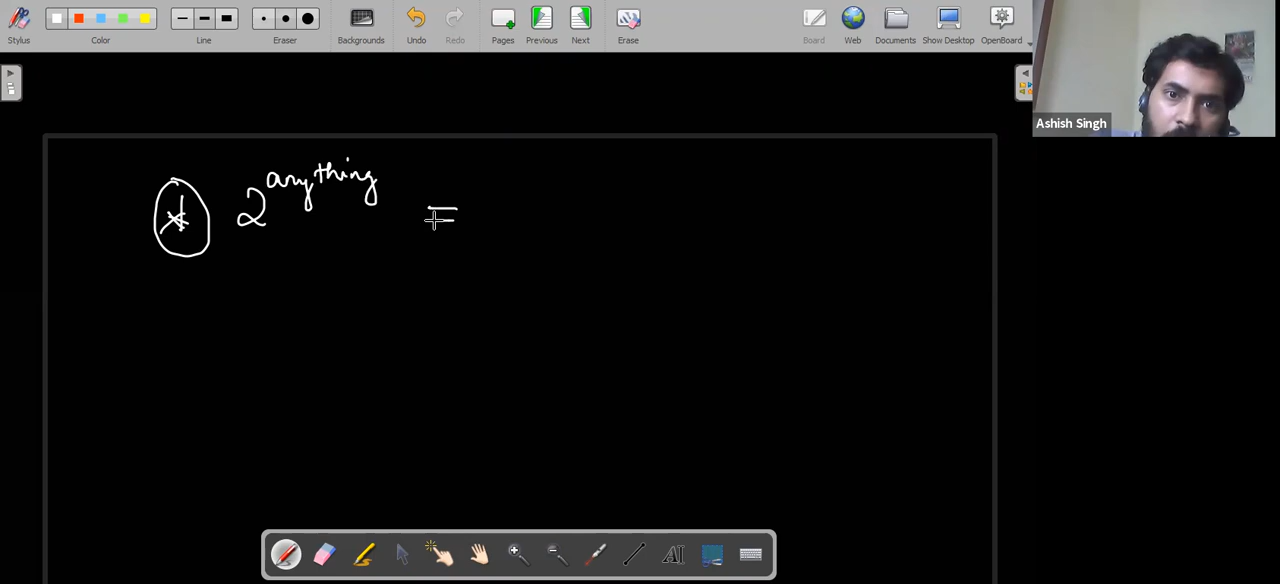 Stylus Color Line Eraser Backgrounds Undo Redo Pages Previous Next Erase Board Web Documents Show Desktop OpenBoard
Ashish Singh
* 2^anything =
AI